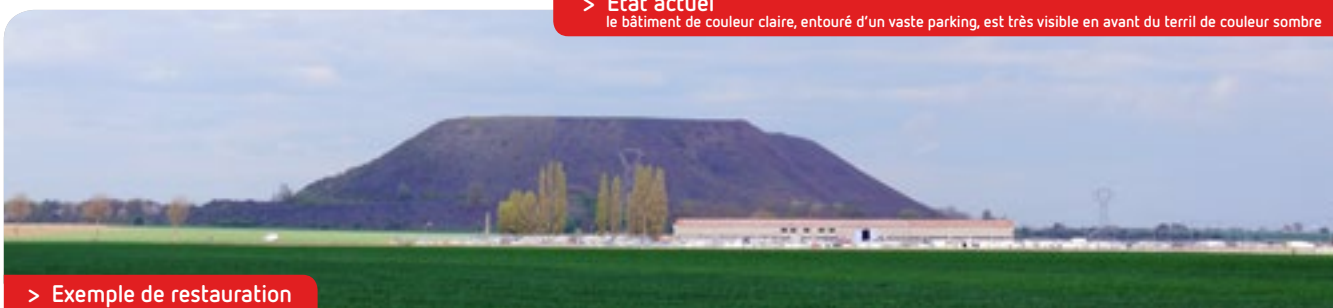 > Etat actuel
le bâtiment de couleur claire, entouré d'un vaste parking, est très visible en avant du terril de couleur sombre
> Exemple de restauration